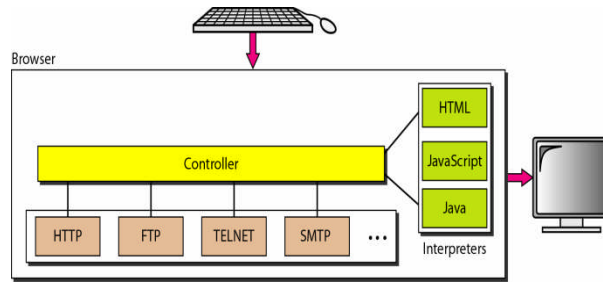 Browser
HTML
Controller
JavaScript
Java
HTTP FTP TELNET SMTP ...
Interpreters